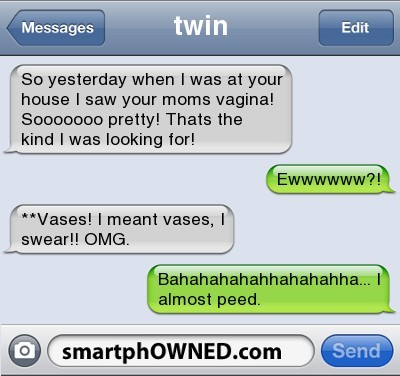 Messages
twin
Edit
So yesterday when I was at your
house I saw your moms vagina!
Sooooooo pretty! Thats the
kind I was looking for!
Ewwwwww?!
**Vases! I meant vases, I
swear!! OMG.
Bahahahahahhahahahha... I
almost peed.
smartphOWNED.com
Send